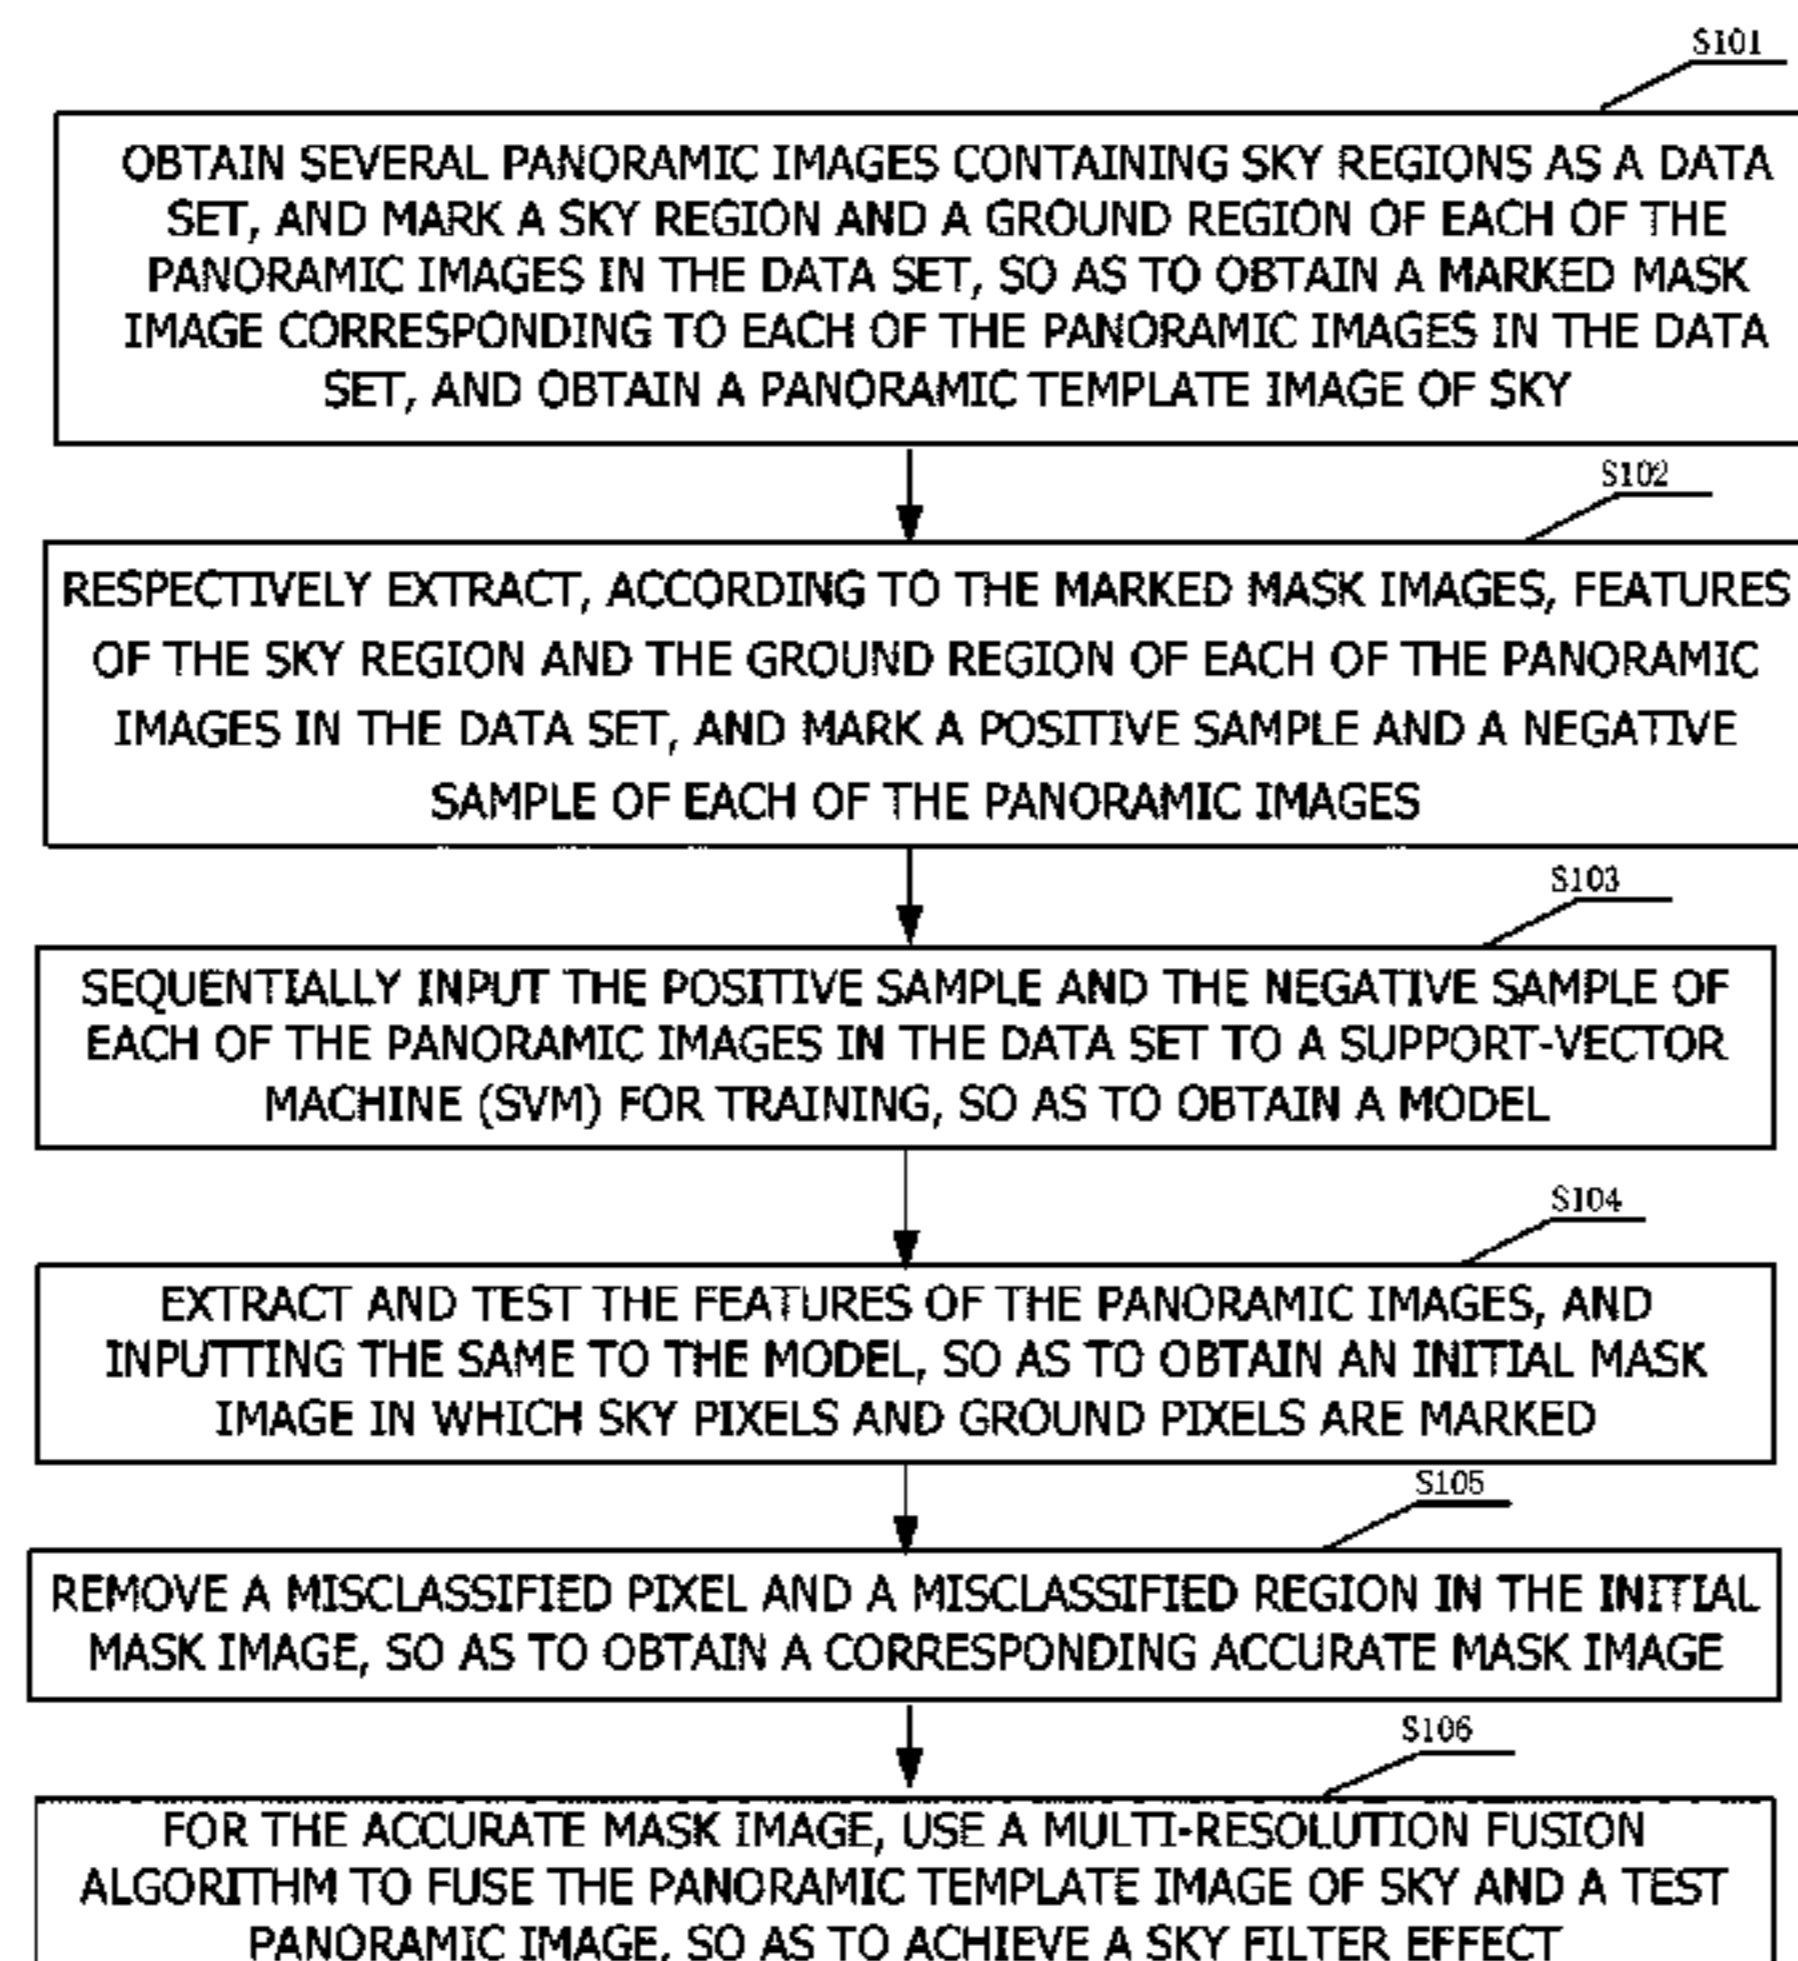 S101
OBTAIN SEVERAL PANORAMIC IMAGES CONTAINING SKY REGIONS AS A DATA
SET, AND MARK A SKY REGION AND A GROUND REGION OF EACH OF THE
PANORAMIC IMAGES IN THE DATA SET, SO AS TO OBTAIN A MARKED MASK
IMAGE CORRESPONDING TO EACH OF THE PANORAMIC IMAGES IN THE DATA
SET, AND OBTAIN A PANORAMIC TEMPLATE IMAGE OF SKY
S102
RESPECTIVELY EXTRACT, ACCORDING TO THE MARKED MASK IMAGES, FEATURES
OF THE SKY REGION AND THE GROUND REGION OF EACH OF THE PANORAMIC
IMAGES IN THE DATA SET, AND MARK A POSITIVE SAMPLE AND A NEGATIVE
SAMPLE OF EACH OF THE PANORAMIC IMAGES
S103
SEQUENTIALLY INPUT THE POSITIVE SAMPLE AND THE NEGATIVE SAMPLE OF
EACH OF THE PANORAMIC IMAGES IN THE DATA SET TO A SUPPORT-VECTOR
MACHINE (SVM) FOR TRAINING, SO AS TO OBTAIN A MODEL
S104
EXTRACT AND TEST THE FEATURES OF THE PANORAMIC IMAGES, AND
INPUTTING THE SAME TO THE MODEL, SO AS TO OBTAIN AN INITIAL MASK
IMAGE IN WHICH SKY PIXELS AND GROUND PIXELS ARE MARKED
S105
REMOVE A MISCLASSIFIED PIXEL AND A MISCLASSIFIED REGION IN THE INITIAL
MASK IMAGE, SO AS TO OBTAIN A CORRESPONDING ACCURATE MASK IMAGE
S106
FOR THE ACCURATE MASK IMAGE, USE A MULTI-RESOLUTION FUSION
ALGORITHM TO FUSE THE PANORAMIC TEMPLATE IMAGE OF SKY AND A TEST
PANORAMIC IMAGE, SO AS TO ACHIEVE A SKY FILTER EFFECT